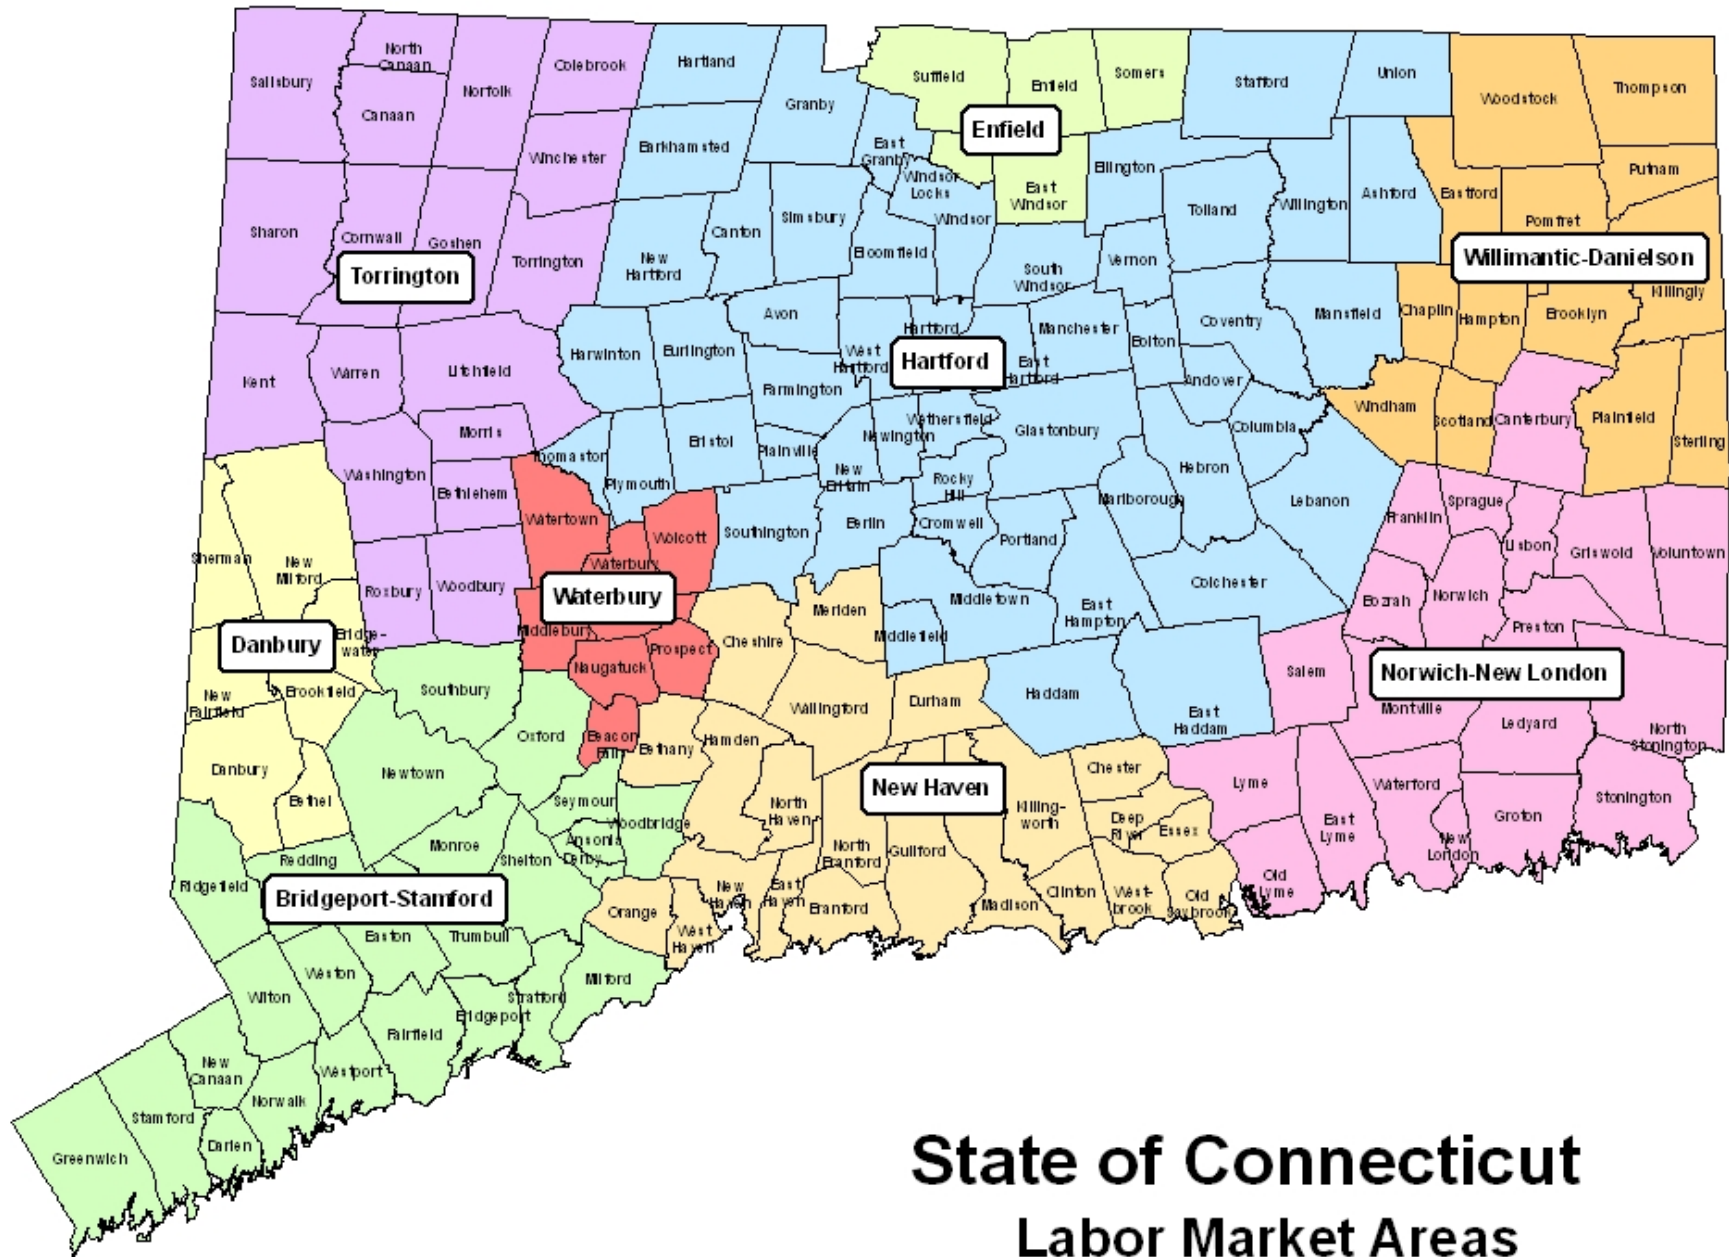 Salisbury
North
Canaan
Canaan
Norfolk
Colebrook
Hartland
Granby
Suffield
Enfield
Somers
Stafford
Union
Woodstock
Thompson
Enfield
Winchester
Barkhamsted
East
Granby
Windsor
Locks
East
Windsor
Ellington
Tolland
Willington
Ashford
Eastford
Pomfret
Putnam
Sharon
Cornwall
Goshen
Torrington
Torrington
New
Hartford
Canton
Simsbury
Bloomfield
Windsor
South
Windsor
Vernon
Willimantic-Danielson
Killingly
Kent
Warren
Litchfield
Harwinton
Burlington
Avon
West
Hartford
Hartford
Hartford
East
Hartford
Manchester
Bolton
Coventry
Mansfield
Chaplin
Hampton
Brooklyn
Andover
Farmington
Morris
Washington
Bethlehem
Thomaston
Plymouth
Bristol
Plainville
New
Britain
Newington
Wethersfield
Rocky
Hill
Glastonbury
Marlborough
Hebron
Columbia
Lebanon
Windham
Scotland
Canterbury
Plainfield
Sterling
Sherman
New
Milford
Roxbury
Woodbury
Watertown
Waterbury
Wolcott
Waterbury
Middlebury
Naugatuck
Prospect
Southington
Berlin
Cromwell
Portland
Middletown
Middlefield
East
Hampton
Colchester
Franklin
Sprague
Lisbon
Griswold
Voluntown
Bozrah
Norwich
Preston
Danbury
Bridge-
water
Brookfield
New
Fairfield
Danbury
Bethel
Southbury
Oxford
Newtown
Beacon
Falls
Bethany
Cheshire
Meriden
Wallingford
Durham
Haddam
East
Haddam
Salem
Norwich-New London
Montville
Ledyard
North
Stonington
Hamden
North
Haven
New Haven
Killing-
worth
Chester
Deep
River
Essex
Lyme
East
Lyme
Waterford
New
London
Groton
Stonington
Seymour
Woodbridge
Ansonia
Derby
Monroe
Shelton
Redding
Ridgefield
Bridgeport-Stamford
Orange
West
Haven
New
Haven
East
Haven
North
Branford
Branford
Guilford
Madison
Clinton
West-
brook
Old
Saybrook
Old
Lyme
Easton
Trumbull
Weston
Wilton
Milford
Stratford
Bridgeport
Fairfield
New
Canaan
Westport
Norwalk
Stamford
Darien
Greenwich
State of Connecticut
Labor Market Areas